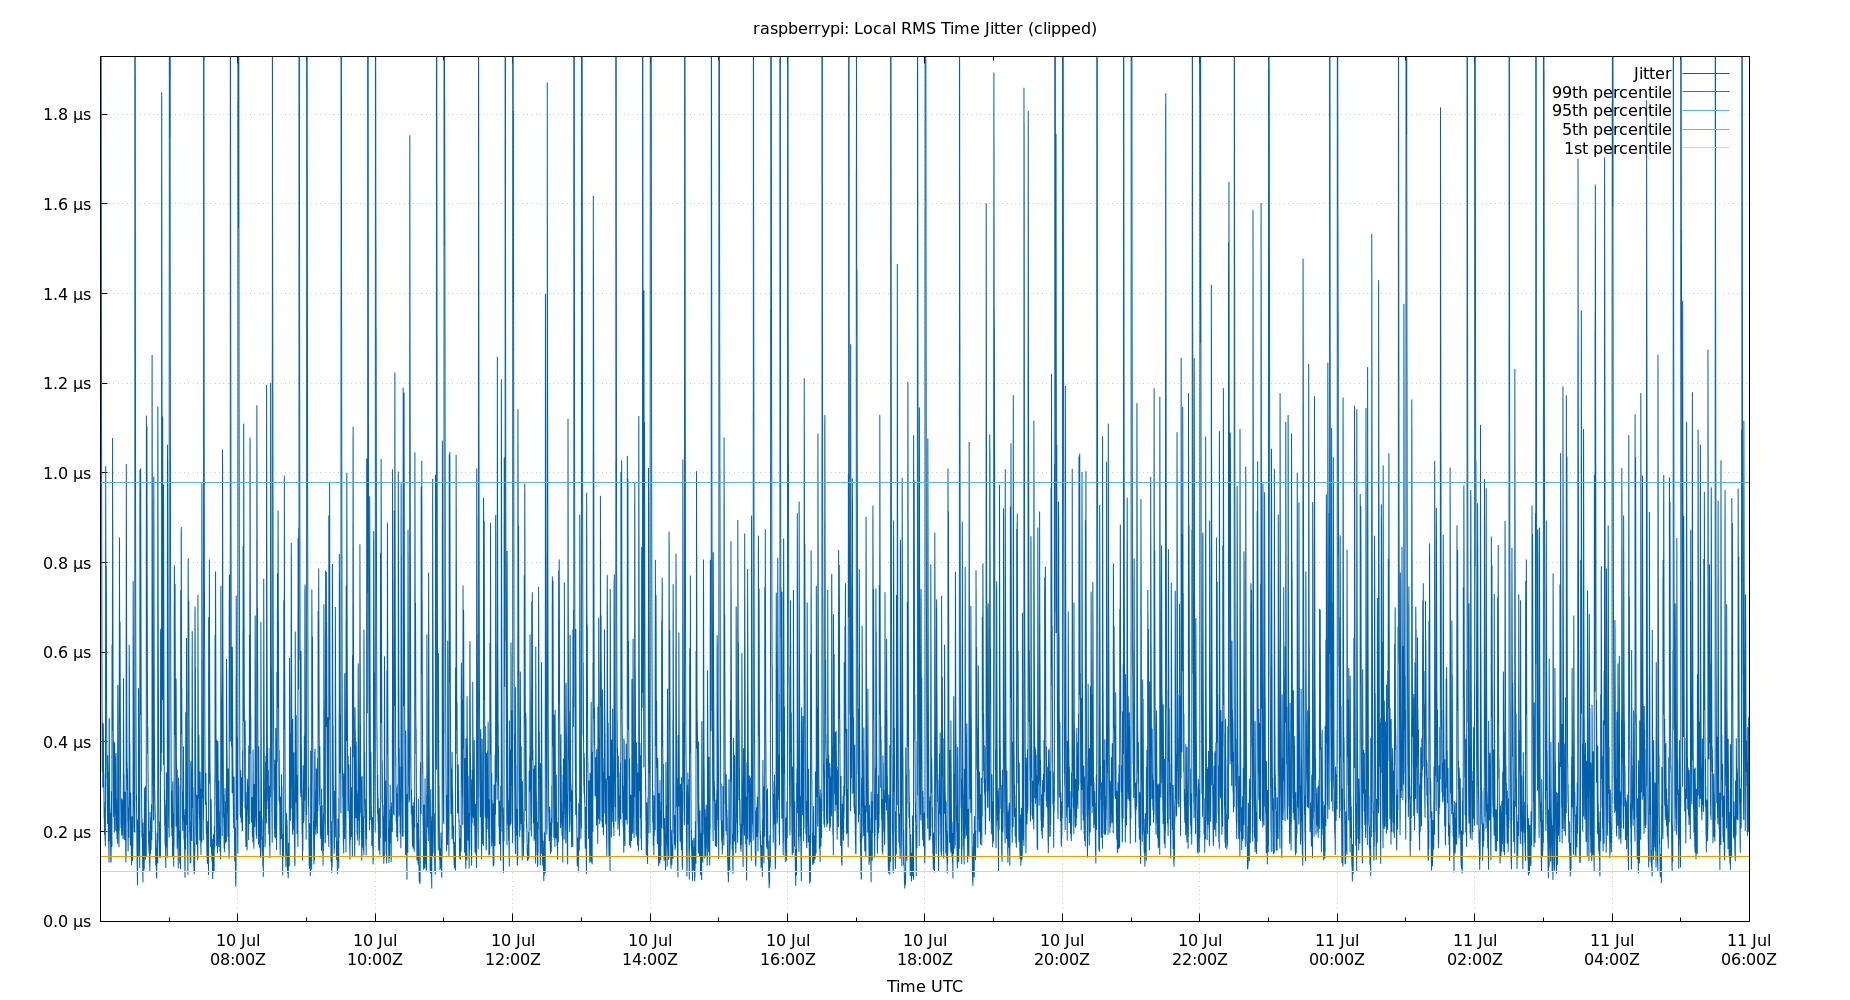 raspberrypi: Local RMS Time Jitter (clipped)
Jitter
99th percentile
95th percentile
5th percentile
1st percentile
1.8 µs
1.6 µs
1.4 µs
1.2 µs
1.0 µs
0.8 µs
0.6 µs
0.4 µs
0.2 µs
0.0 µs
10 Jul 10 Jul 10 Jul 10 Jul 10 Jul 10 Jul 10 Jul 10 Jul 11 Jul 11 Jul 11 Jul 11 Jul
08:00Z 10:00Z 12:00Z 14:00Z 16:00Z 18:00Z 20:00Z 22:00Z 00:00Z 02:00Z 04:00Z 06:00Z
Time UTC